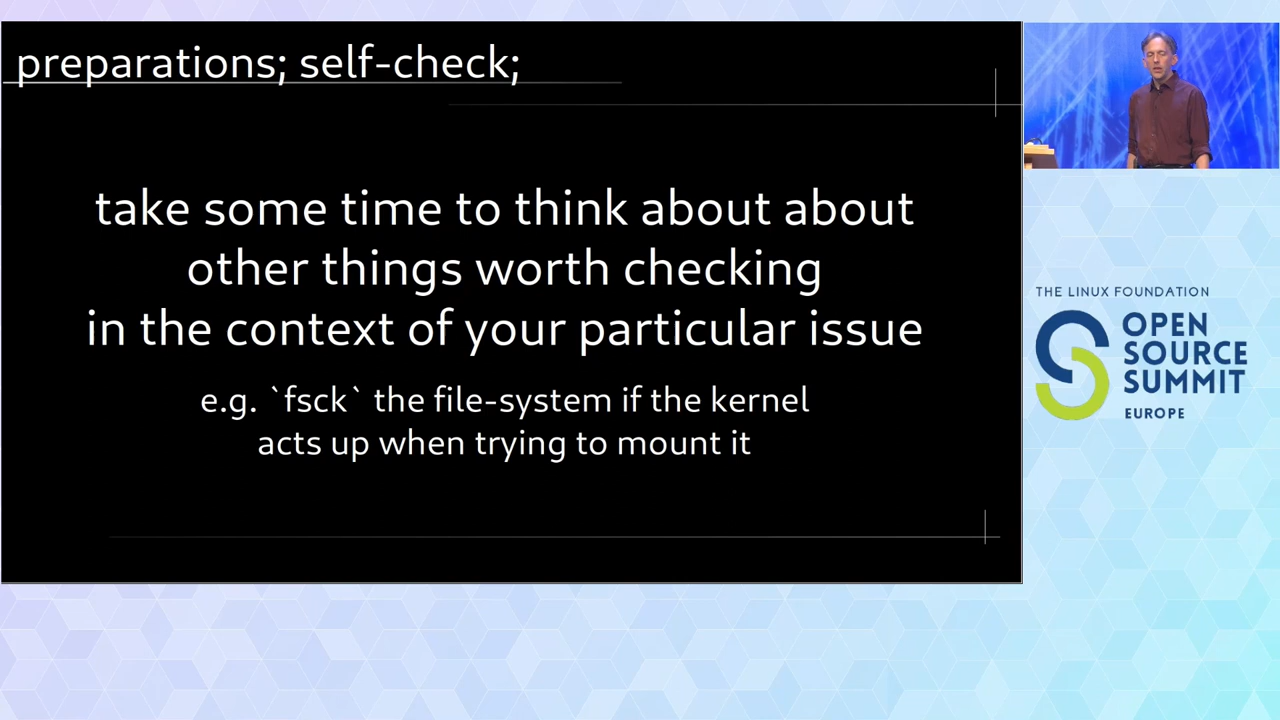 preparations; self-check;
take some time to think about about
other things worth checking
in the context of your particular issue
e.g. `fsck` the file-system if the kernel
acts up when trying to mount it
THE LINUX FOUNDATION
OPEN
SOURCE
SUMMIT
EUROPE